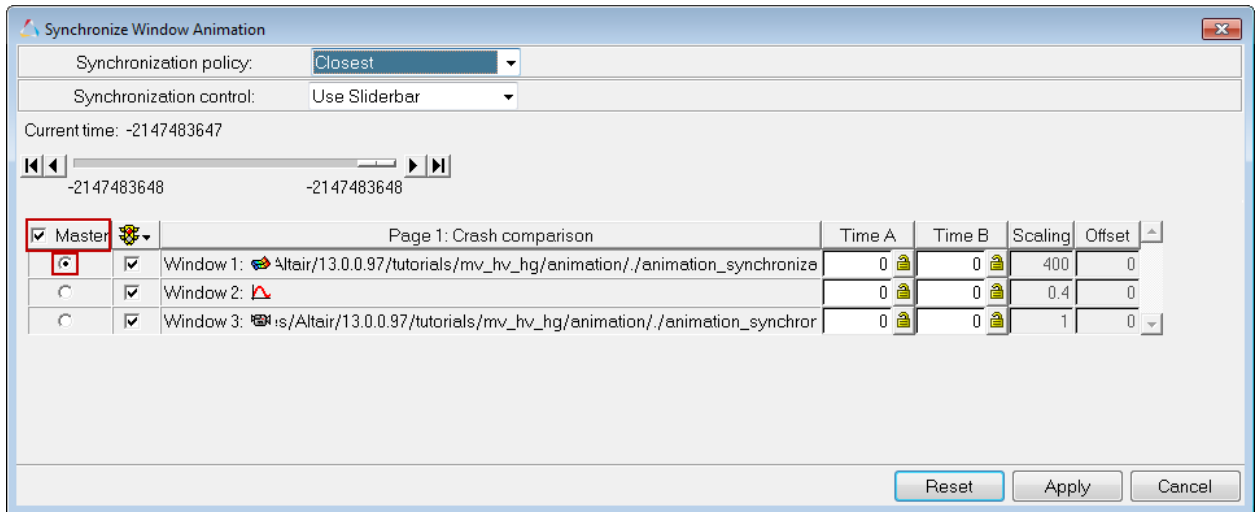 Synchronize Window Animation
Synchronization policy: Closest
Synchronization control: Use Sliderbar
Current time: -2147483647
-2147483648 -2147483648
Master Page 1: Crash comparison Time A Time B Scaling Offset
Window 1: Altair/13.0.0.97/tutorials/mv_hv_hg/animation/./animation_synchroniza 0 0 400 0
Window 2: 0 0 0.4 0
Window 3: :s/Altair/13.0.0.97/tutorials/mv_hv_hg/animation/./animation_synchror 0 0 1 0
Reset Apply Cancel